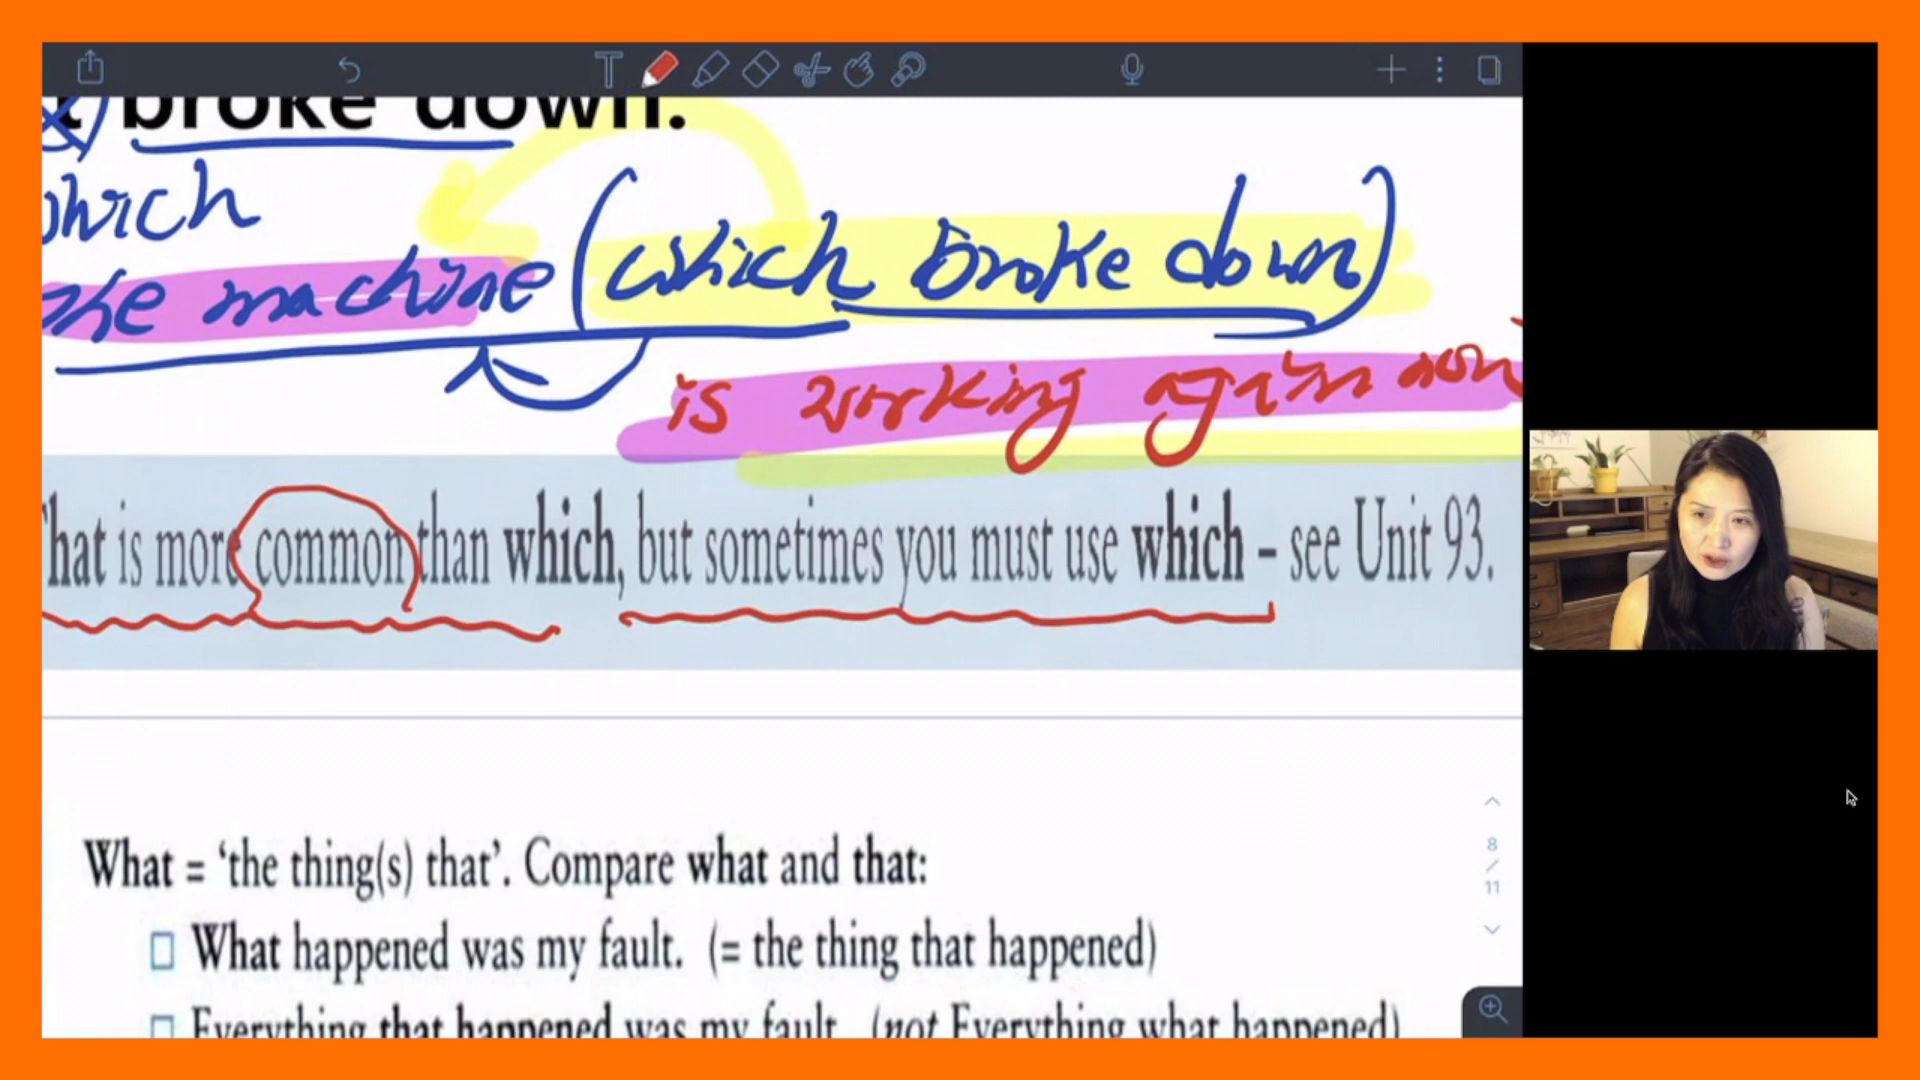 broke down.
which
The machine (which broke down)
is working again now
That is more common than which, but sometimes you must use which – see Unit 93.
What = 'the thing(s) that'. Compare what and that:
What happened was my fault. (= the thing that happened)
Everything that happened was my fault. (not Everything what happened)
8
/
11